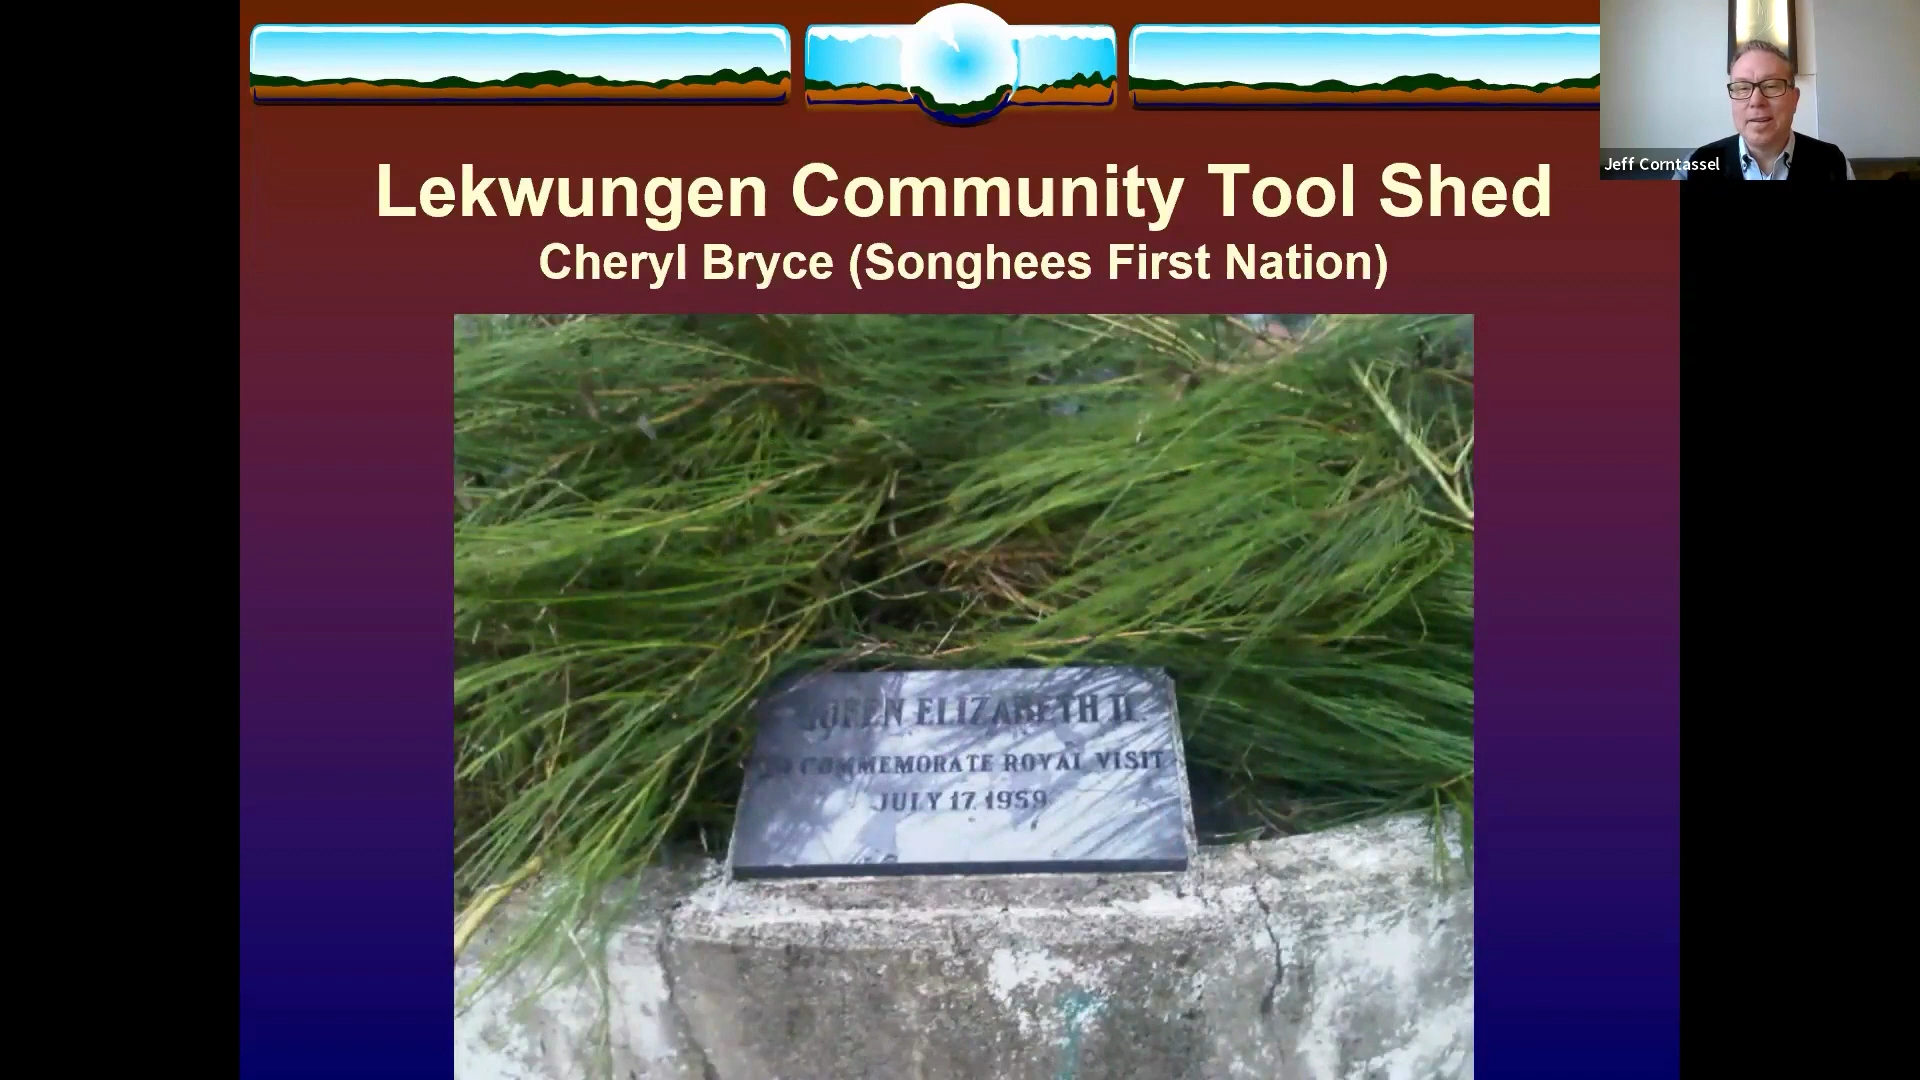 Lekwungen Community Tool Shed
Cheryl Bryce (Songhees First Nation)
Jeff Corntassel
QUEEN ELIZABETH II.
COMMEMORATE ROYAL VISIT
JULY 17, 1959